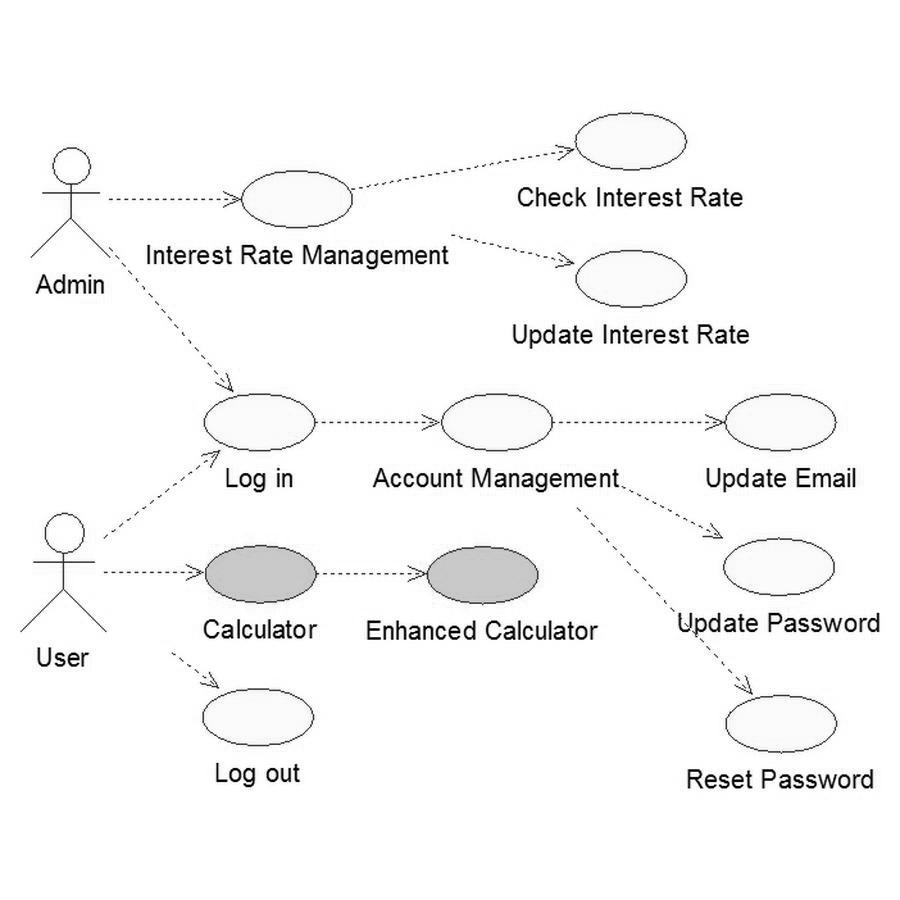 Check Interest Rate
Interest Rate Management
Admin
Update Interest Rate
Log in
Account Management
Update Email
Update Password
Calculator
Enhanced Calculator
User
Log out
Reset Password